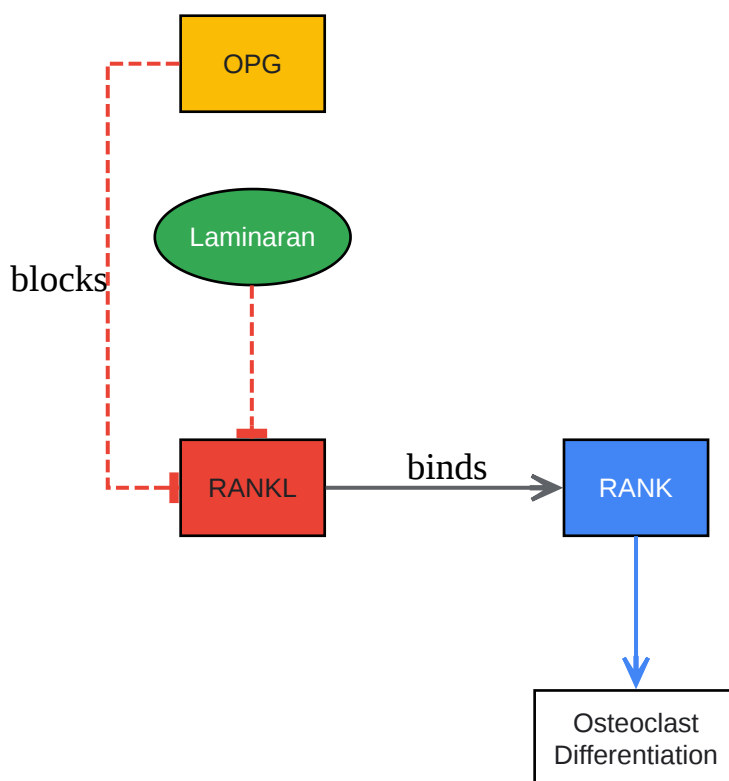 OPG
Laminaran
blocks
binds
RANKL
RANK
Osteoclast
Differentiation